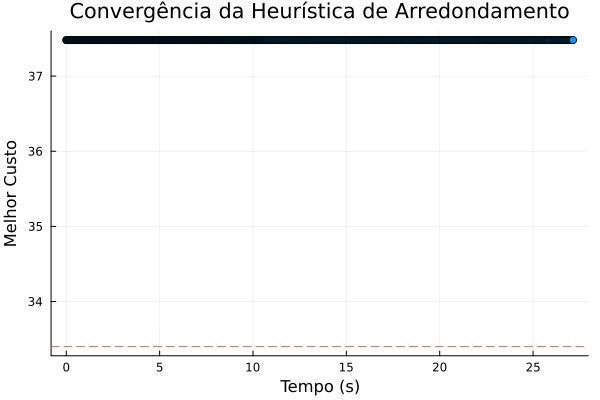 Convergência da Heurística de Arredondamento
Melhor Custo
37
36
35
34
0 5 10 15 20 25
Tempo (s)